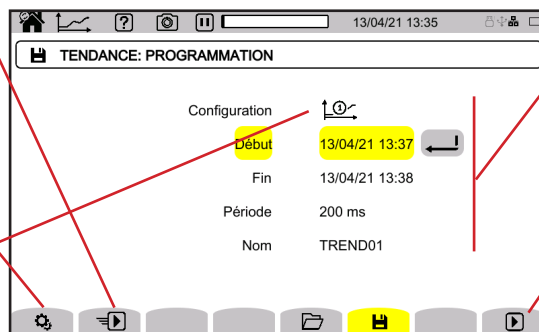 13/04/21 13:35
TENDANCE: PROGRAMMATION
Configuration 1
Début 13/04/21 13:37
Fin 13/04/21 13:38
Période 200 ms
Nom TREND01